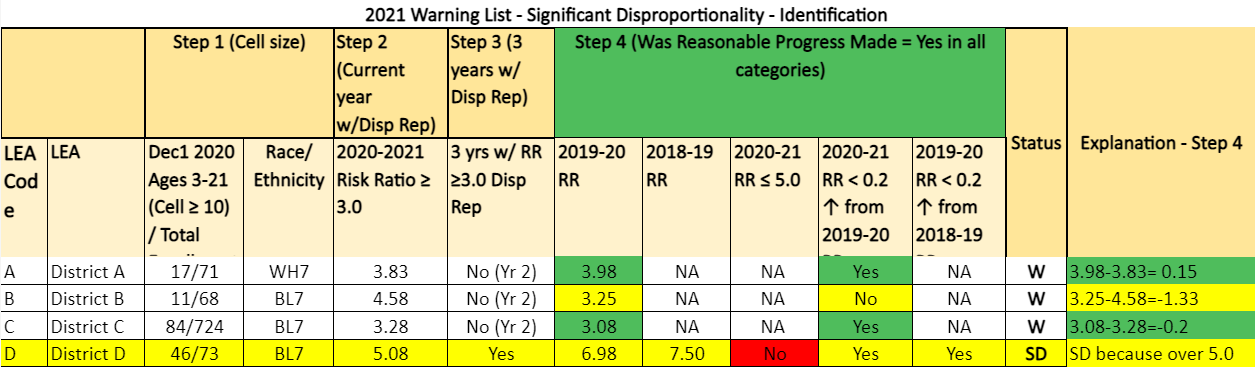 2021 Warning List - Significant Disproportionality - Identification
Step 1 (Cell size)
Step 2
(Current
year
w/Disp Rep)
Step 3 (3
years w/
Disp Rep)
Step 4 (Was Reasonable Progress Made = Yes in all
categories)
Status
Explanation - Step 4
LEA
Cod
e
LEA
Dec1 2020
Ages 3-21
(Cell ≥ 10)
/ Total
Race/
Ethnicity
2020-2021
Risk Ratio ≥
3.0
3 yrs w/ RR
≥3.0 Disp
Rep
2019-20
RR
2018-19
RR
2020-21
RR ≤ 5.0
2020-21
RR < 0.2
↑ from
2019-20
2019-20
RR < 0.2
↑ from
2018-19
A District A 17/71 WH7 3.83 No (Yr 2) 3.98 NA NA Yes NA W 3.98-3.83= 0.15
B District B 11/68 BL7 4.58 No (Yr 2) 3.25 NA NA No NA W 3.25-4.58=-1.33
C District C 84/724 BL7 3.28 No (Yr 2) 3.08 NA NA Yes NA W 3.08-3.28=-0.2
D District D 46/73 BL7 5.08 Yes 6.98 7.50 No Yes Yes SD SD because over 5.0